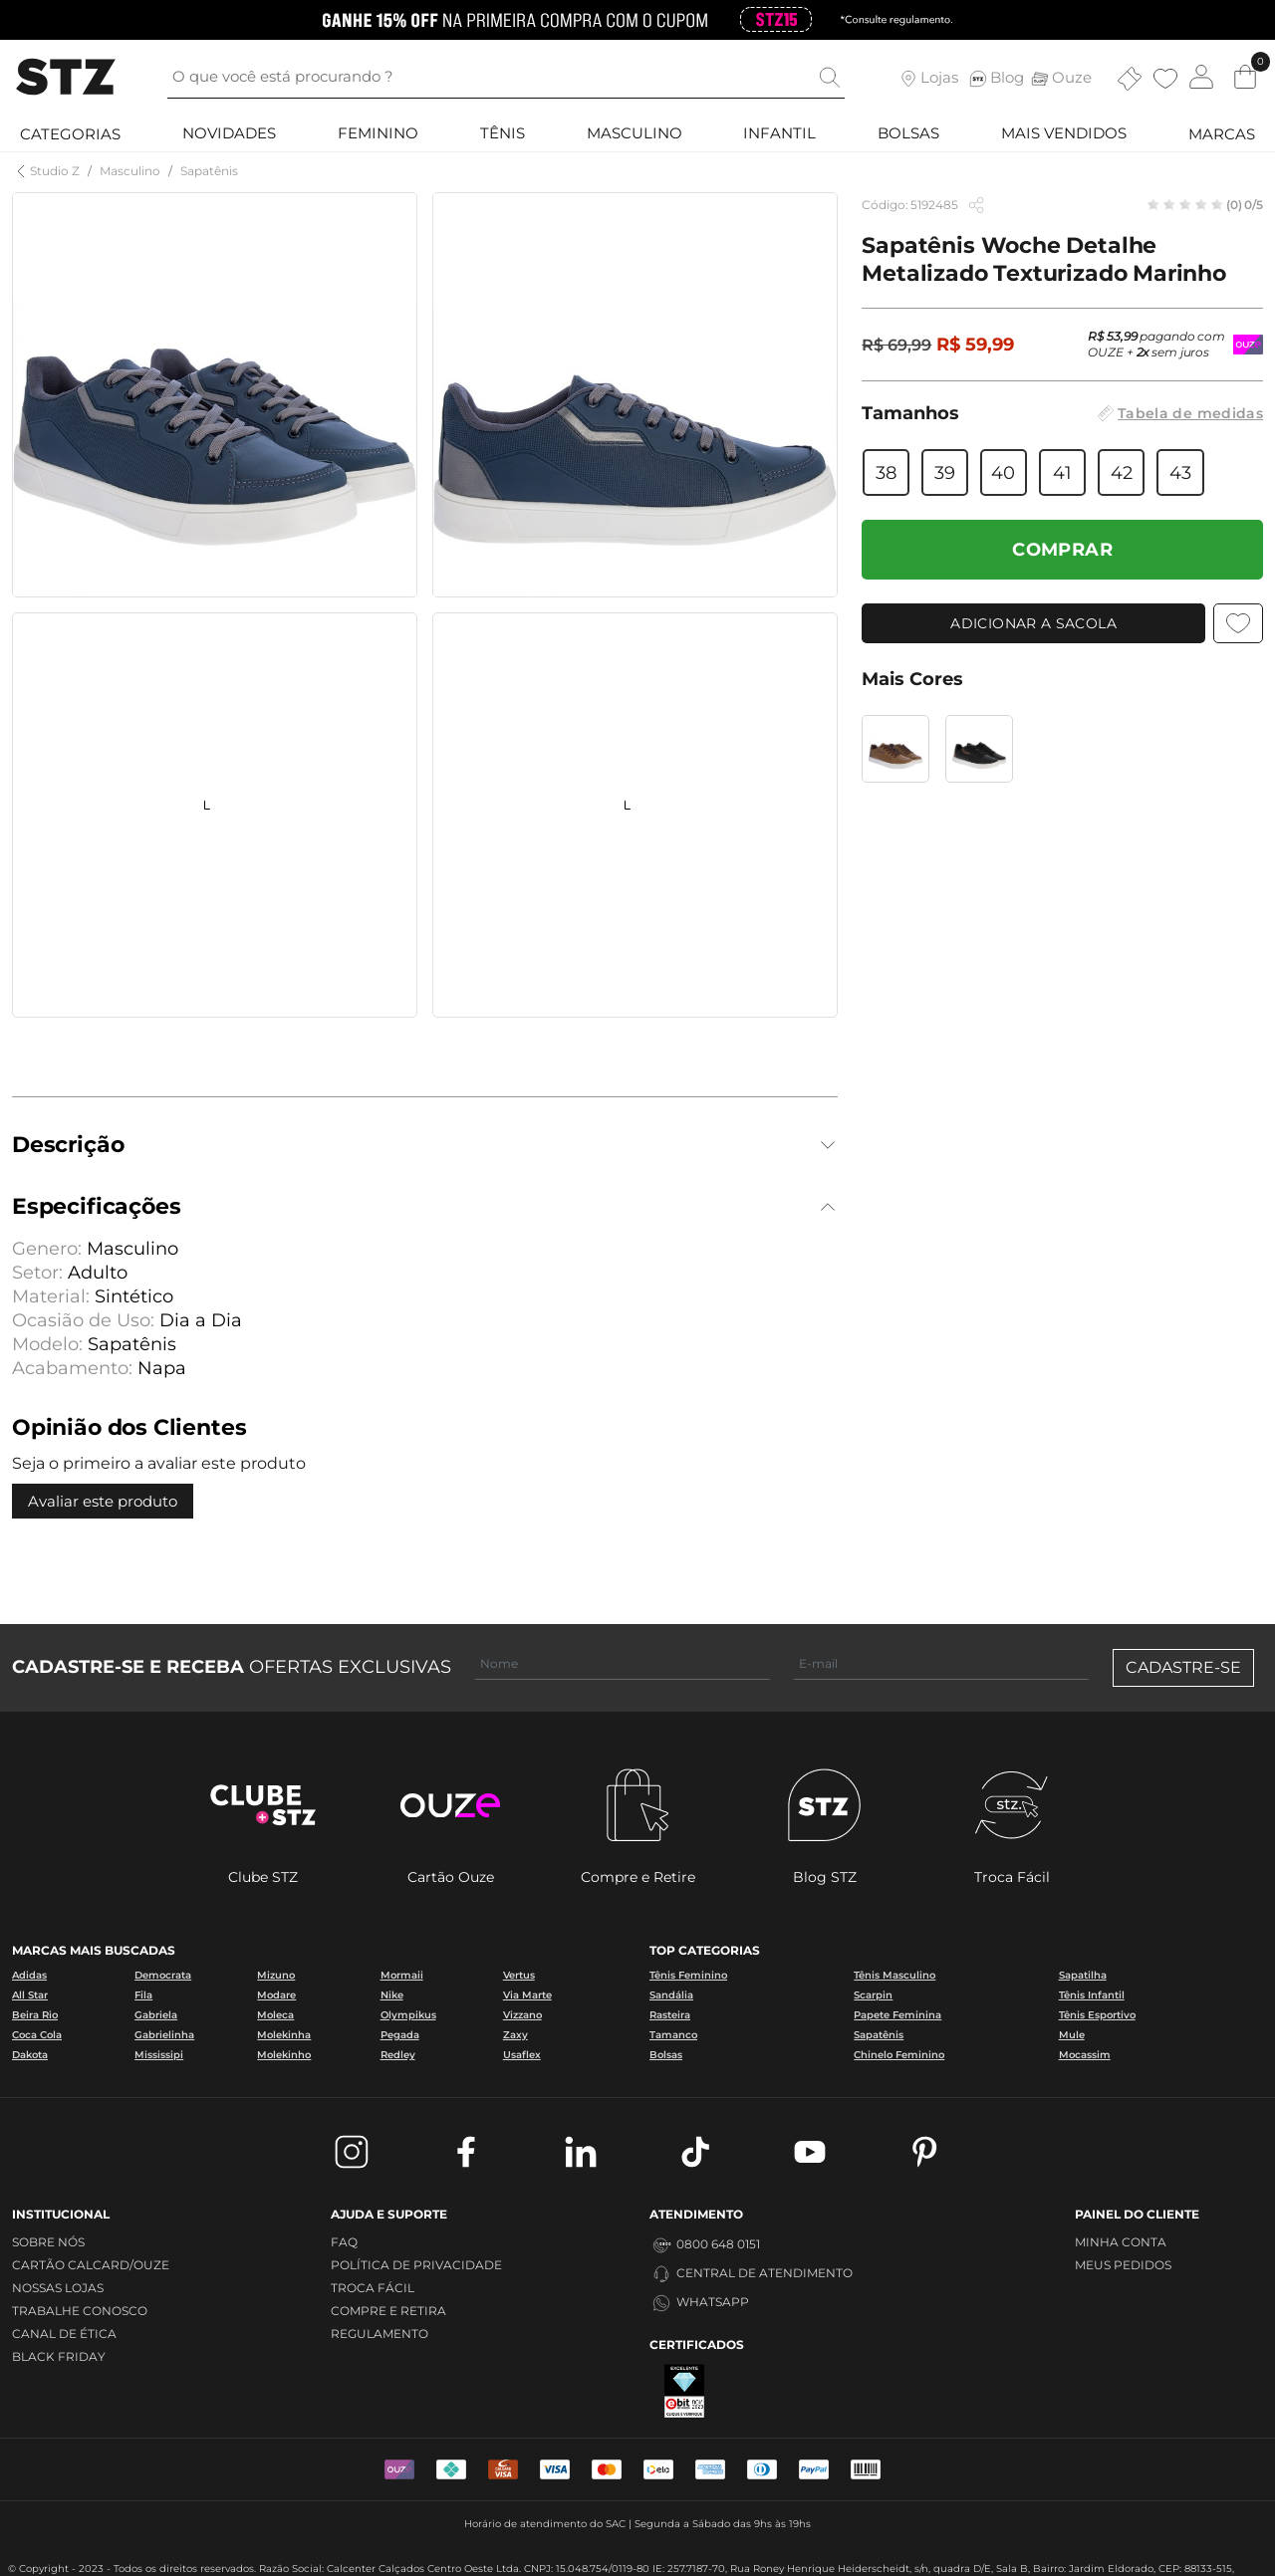 GANHE 15% OFF NA PRIMEIRA COMPRA COM O CUPOM STZ15 *Consulte regulamento.
STZ
O que você está procurando ?
Lojas STZ Blog Ouze
0
CATEGORIAS NOVIDADES FEMININO TÊNIS MASCULINO INFANTIL BOLSAS MAIS VENDIDOS MARCAS
Studio Z / Masculino / Sapatênis
Código: 5192485
(0) 0/5
Sapatênis Woche Detalhe
Metalizado Texturizado Marinho
R$ 69,99 R$ 59,99
R$ 53,99 pagando com
OUZE + 2x sem juros
OUZE
Tamanhos
Tabela de medidas
38 39 40 41 42 43
COMPRAR
ADICIONAR A SACOLA
Mais Cores
L
L
Descrição
Especificações
Genero: Masculino
Setor: Adulto
Material: Sintético
Ocasião de Uso: Dia a Dia
Modelo: Sapatênis
Acabamento: Napa
Opinião dos Clientes
Seja o primeiro a avaliar este produto
Avaliar este produto
CADASTRE-SE E RECEBA OFERTAS EXCLUSIVAS
Nome
E-mail
CADASTRE-SE
CLUBE
+STZ
ouze
STZ
stz.
Clube STZ
Cartão Ouze
Compre e Retire
Blog STZ
Troca Fácil
MARCAS MAIS BUSCADAS
Adidas Democrata Mizuno Mormaii Vertus
All Star Fila Modare Nike Via Marte
Beira Rio Gabriela Moleca Olympikus Vizzano
Coca Cola Gabrielinha Molekinha Pegada Zaxy
Dakota Mississipi Molekinho Redley Usaflex
TOP CATEGORIAS
Tênis Feminino Tênis Masculino Sapatilha
Sandália Scarpin Tênis Infantil
Rasteira Papete Feminina Tênis Esportivo
Tamanco Sapatênis Mule
Bolsas Chinelo Feminino Mocassim
INSTITUCIONAL
SOBRE NÓS
CARTÃO CALCARD/OUZE
NOSSAS LOJAS
TRABALHE CONOSCO
CANAL DE ÉTICA
BLACK FRIDAY
AJUDA E SUPORTE
FAQ
POLÍTICA DE PRIVACIDADE
TROCA FÁCIL
COMPRE E RETIRA
REGULAMENTO
ATENDIMENTO
0800 648 0151
CENTRAL DE ATENDIMENTO
WHATSAPP
CERTIFICADOS
EXCELENTE
ebit
PAINEL DO CLIENTE
MINHA CONTA
MEUS PEDIDOS
VISA
VISA
elo
PayPal
Horário de atendimento do SAC | Segunda a Sábado das 9hs às 19hs
© Copyright - 2023 - Todos os direitos reservados. Razão Social: Calcenter Calçados Centro Oeste Ltda. CNPJ: 15.048.754/0119-80 IE: 257.7187-70, Rua Roney Henrique Heiderscheidt, s/n, quadra D/E, Sala B, Bairro: Jardim Eldorado, CEP: 88133-515,